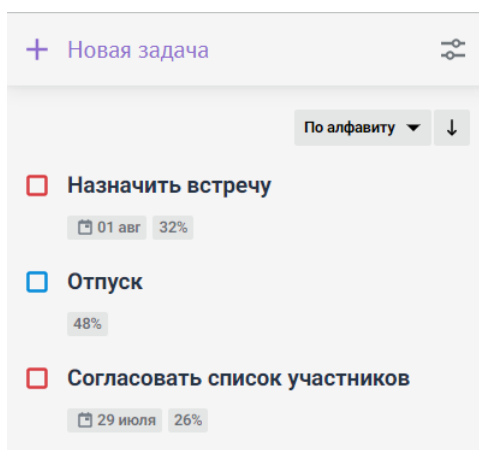 Новая задача
По алфавиту
Назначить встречу
01 авг 32%
Отпуск
48%
Согласовать список участников
29 июля 26%